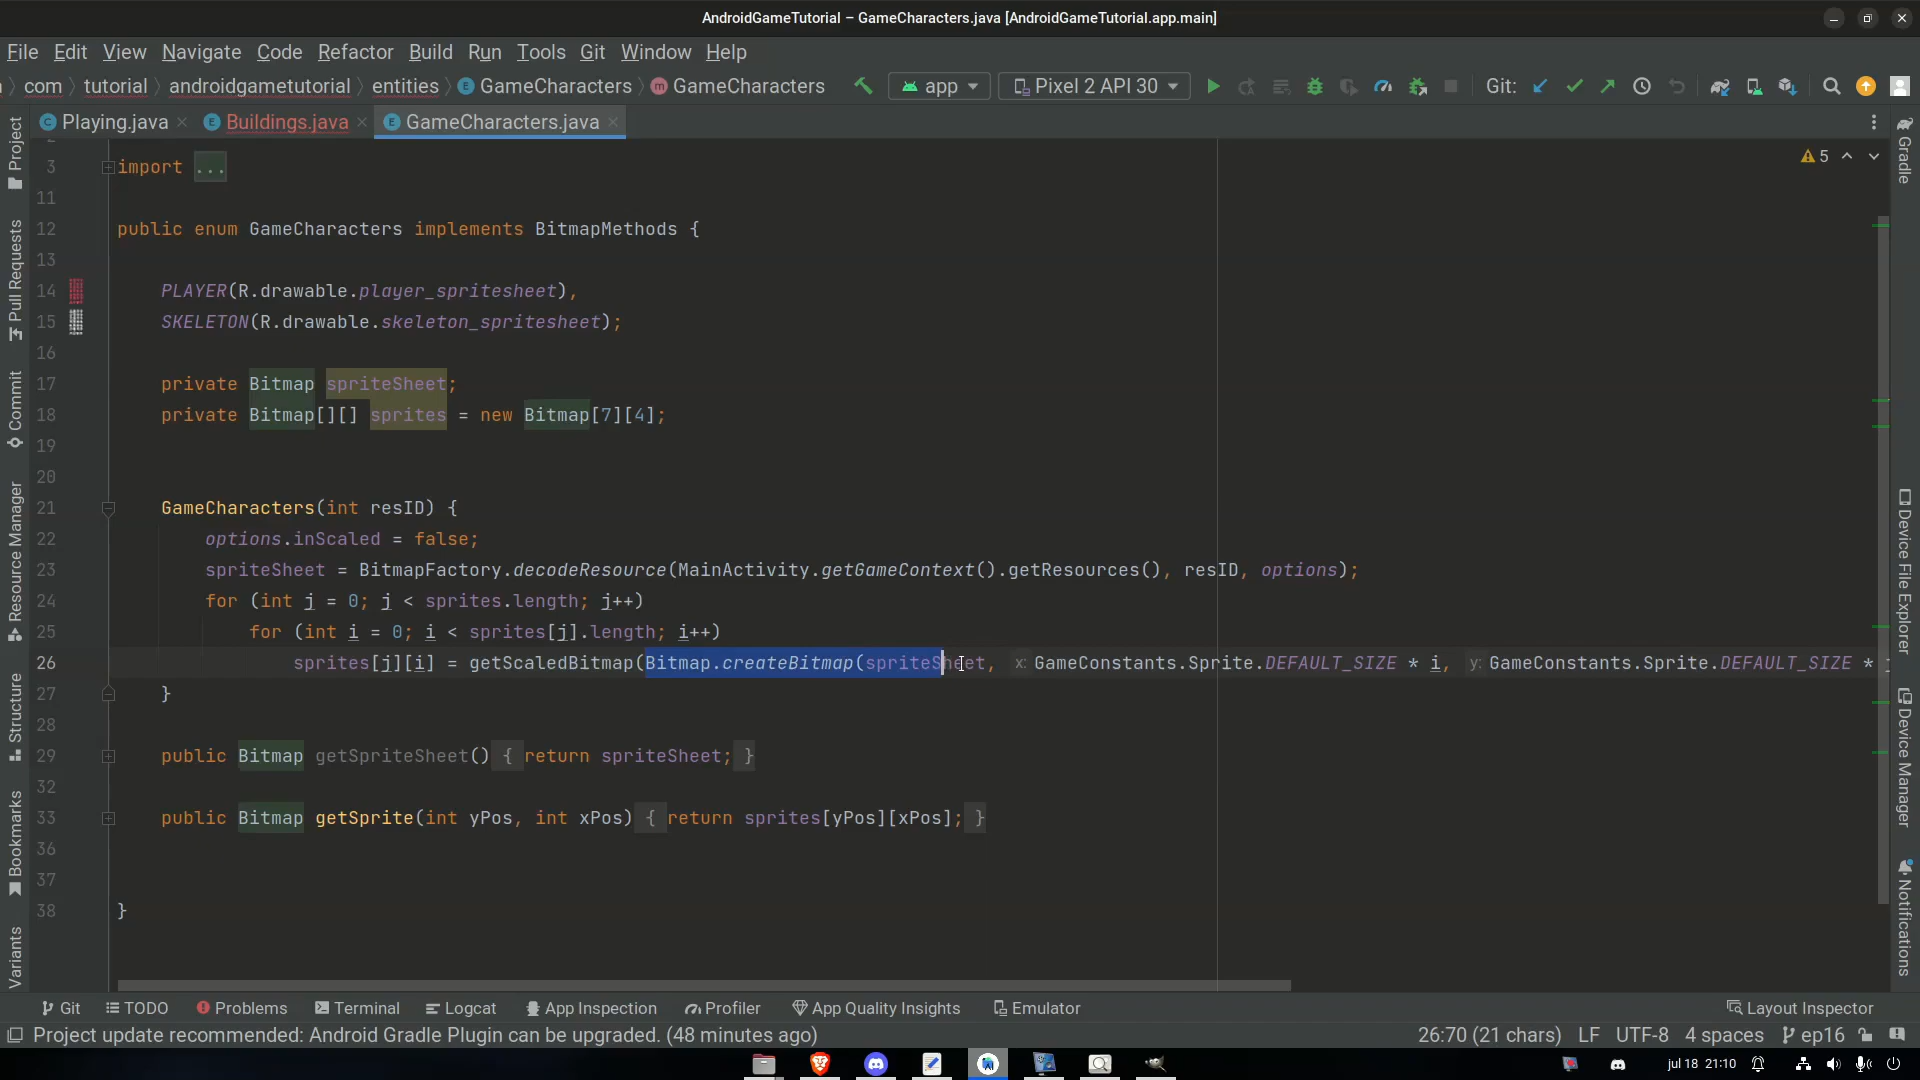 AndroidGameTutorial – GameCharacters.java [AndroidGameTutorial.app.main]
File Edit View Navigate Code Refactor Build Run Tools Git Window Help
com tutorial androidgametutorial entities GameCharacters GameCharacters app Pixel 2 API 30 Git:
Playing.java Buildings.java GameCharacters.java
5
3 import ...
11
12 public enum GameCharacters implements BitmapMethods {
13
14 PLAYER(R.drawable.player_spritesheet),
15 SKELETON(R.drawable.skeleton_spritesheet);
16
17 private Bitmap spriteSheet;
18 private Bitmap[][] sprites = new Bitmap[7][4];
19
20
21 GameCharacters(int resID) {
22 options.inScaled = false;
23 spriteSheet = BitmapFactory.decodeResource(MainActivity.getGameContext().getResources(), resID, options);
24 for (int j = 0; j < sprites.length; j++)
25 for (int i = 0; i < sprites[j].length; i++)
26 sprites[j][i] = getScaledBitmap(Bitmap.createBitmap(spriteSheet, x: GameConstants.Sprite.DEFAULT_SIZE * i, y: GameConstants.Sprite.DEFAULT_SIZE *
27 }
28
29 public Bitmap getSpriteSheet() { return spriteSheet; }
32
33 public Bitmap getSprite(int yPos, int xPos) { return sprites[yPos][xPos]; }
36
37
38 }
Project
Pull Requests
Commit
Resource Manager
Structure
Bookmarks
Variants
Gradle
Device File Explorer
Device Manager
Notifications
Git TODO Problems Terminal Logcat App Inspection Profiler App Quality Insights Emulator Layout Inspector
Project update recommended: Android Gradle Plugin can be upgraded. (48 minutes ago) 26:70 (21 chars) LF UTF-8 4 spaces ep16
jul 18 21:10